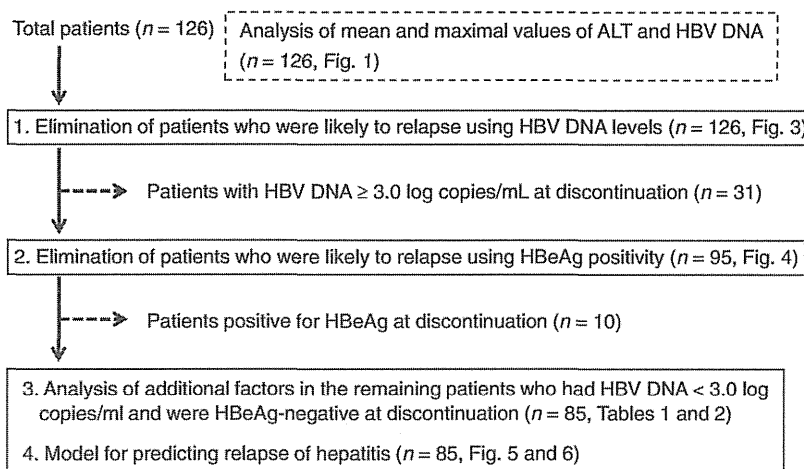 Total patients (n = 126)
Analysis of mean and maximal values of ALT and HBV DNA
(n = 126, Fig. 1)
1. Elimination of patients who were likely to relapse using HBV DNA levels (n = 126, Fig. 3)
Patients with HBV DNA ≥ 3.0 log copies/mL at discontinuation (n = 31)
2. Elimination of patients who were likely to relapse using HBeAg positivity (n = 95, Fig. 4)
Patients positive for HBeAg at discontinuation (n = 10)
3. Analysis of additional factors in the remaining patients who had HBV DNA < 3.0 log
copies/ml and were HBeAg-negative at discontinuation (n = 85, Tables 1 and 2)
4. Model for predicting relapse of hepatitis (n = 85, Fig. 5 and 6)